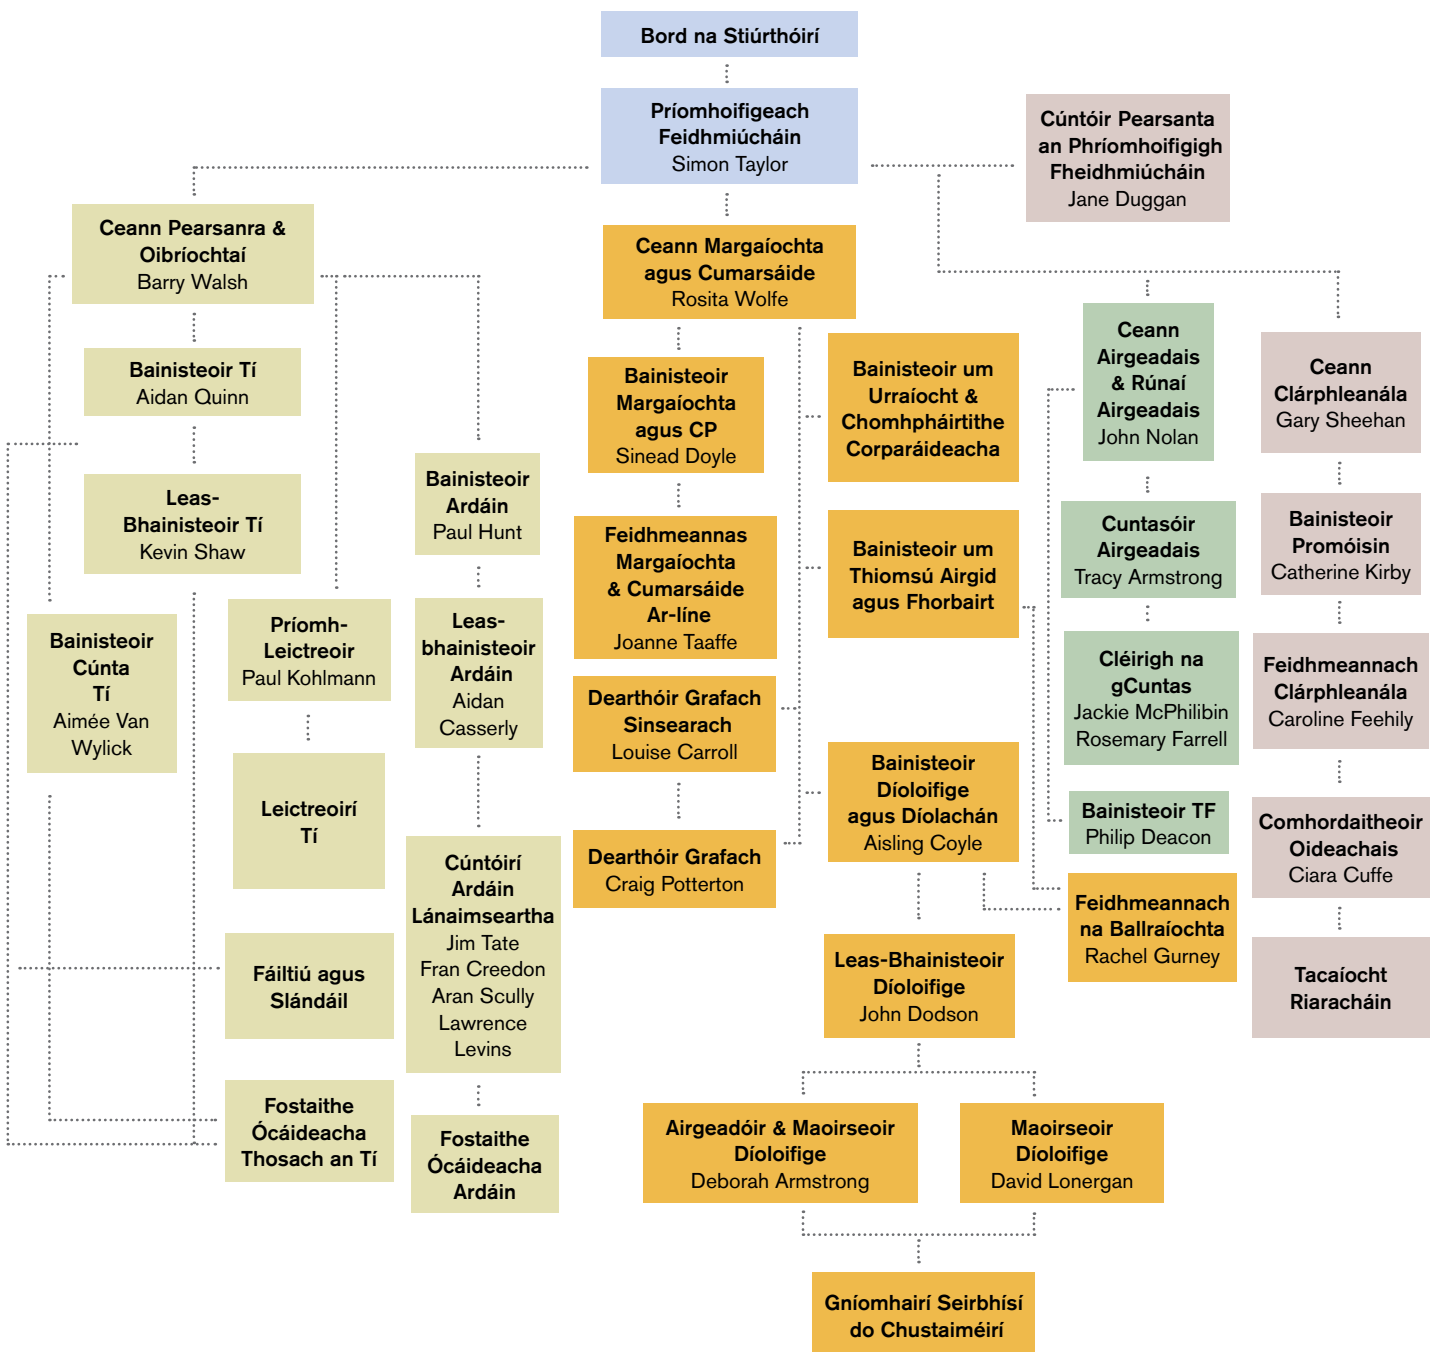 Bord na Stiúrthóirí
Príomhoifigeach
Feidhmiúcháin
Simon Taylor
Cúntóir Pearsanta
an Phríomhoifigigh
Fheidhmiúcháin
Jane Duggan
Ceann Pearsanra &
Oibríochtaí
Barry Walsh
Bainisteoir Tí
Aidan Quinn
Leas-
Bhainisteoir Tí
Kevin Shaw
Bainisteoir
Cúnta
Tí
Aimée Van
Wylick
Príomh-
Leictreoir
Paul Kohlmann
Leictreoirí
Tí
Fáiltiú agus
Slándáil
Fostaithe
Ócáideacha
Thosach an Tí
Bainisteoir
Ardáin
Paul Hunt
Leas-
bhainisteoir
Ardáin
Aidan
Casserly
Cúntóirí
Ardáin
Lánaimseartha
Jim Tate
Fran Creedon
Aran Scully
Lawrence
Levins
Fostaithe
Ócáideacha
Ardáin
Ceann Margaíochta
agus Cumarsáide
Rosita Wolfe
Bainisteoir
Margaíochta
agus CP
Sinead Doyle
Feidhmeannas
Margaíochta
& Cumarsáide
Ar-líne
Joanne Taaffe
Dearthóir Grafach
Sinsearach
Louise Carroll
Dearthóir Grafach
Craig Potterton
Bainisteoir um
Urraíocht &
Chomhpháirtithe
Corparáideacha
Bainisteoir um
Thiomsú Airgid
agus Fhorbairt
Bainisteoir
Díoloifige
agus Díolachán
Aisling Coyle
Leas-Bhainisteoir
Díoloifige
John Dodson
Airgeadóir & Maoirseoir
Díoloifige
Deborah Armstrong
Maoirseoir
Díoloifige
David Lonergan
Gníomhairí Seirbhísí
do Chustaiméirí
Ceann
Airgeadais
& Rúnaí
Airgeadais
John Nolan
Cuntasóir
Airgeadais
Tracy Armstrong
Cléirigh na
gCuntas
Jackie McPhilibin
Rosemary Farrell
Bainisteoir TF
Philip Deacon
Feidhmeannach
na Ballraíochta
Rachel Gurney
Ceann
Clárphleanála
Gary Sheehan
Bainisteoir
Promóisin
Catherine Kirby
Feidhmeannach
Clárphleanála
Caroline Feehily
Comhordaitheoir
Oideachais
Ciara Cuffe
Tacaíocht
Riaracháin